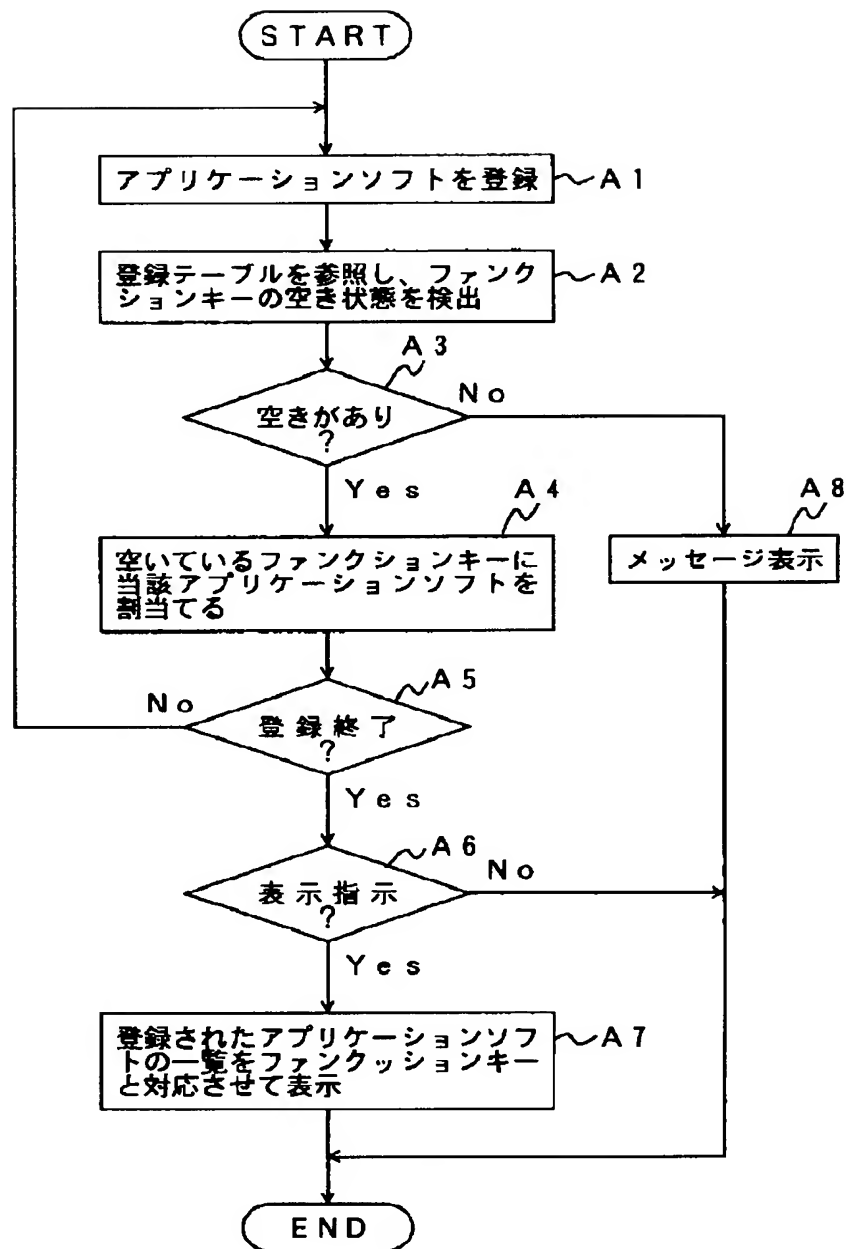 START
アプリケーションソフトを登録
A1
登録テーブルを参照し、ファンク
ションキーの空き状態を検出
A2
A3
空きがあり
?
No
Yes
A4
空いているファンクションキーに
当該アプリケーションソフトを
割当てる
A8
メッセージ表示
A5
登録終了
?
No
Yes
A6
表示指示
?
No
Yes
登録されたアプリケーションソフ
トの一覧をファンクッションキー
と対応させて表示
A7
END